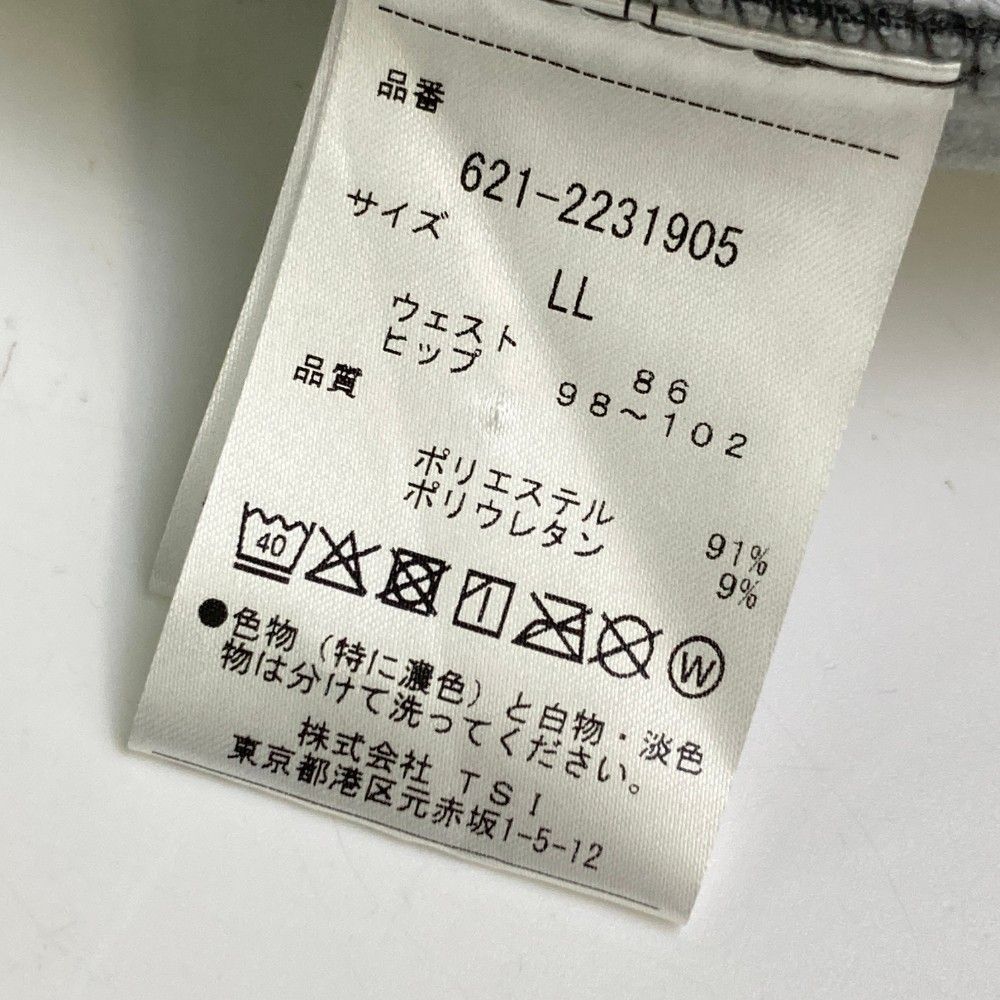 品番
621-2231905
サイズ
LL
ウェスト 86
ヒップ 98～102
品質
ポリエステル 91%
ポリウレタン 9%
40
W
●色物（特に濃色）と白物・淡色
物は分けて洗ってください。
株式会社 TSI
東京都港区元赤坂1-5-12